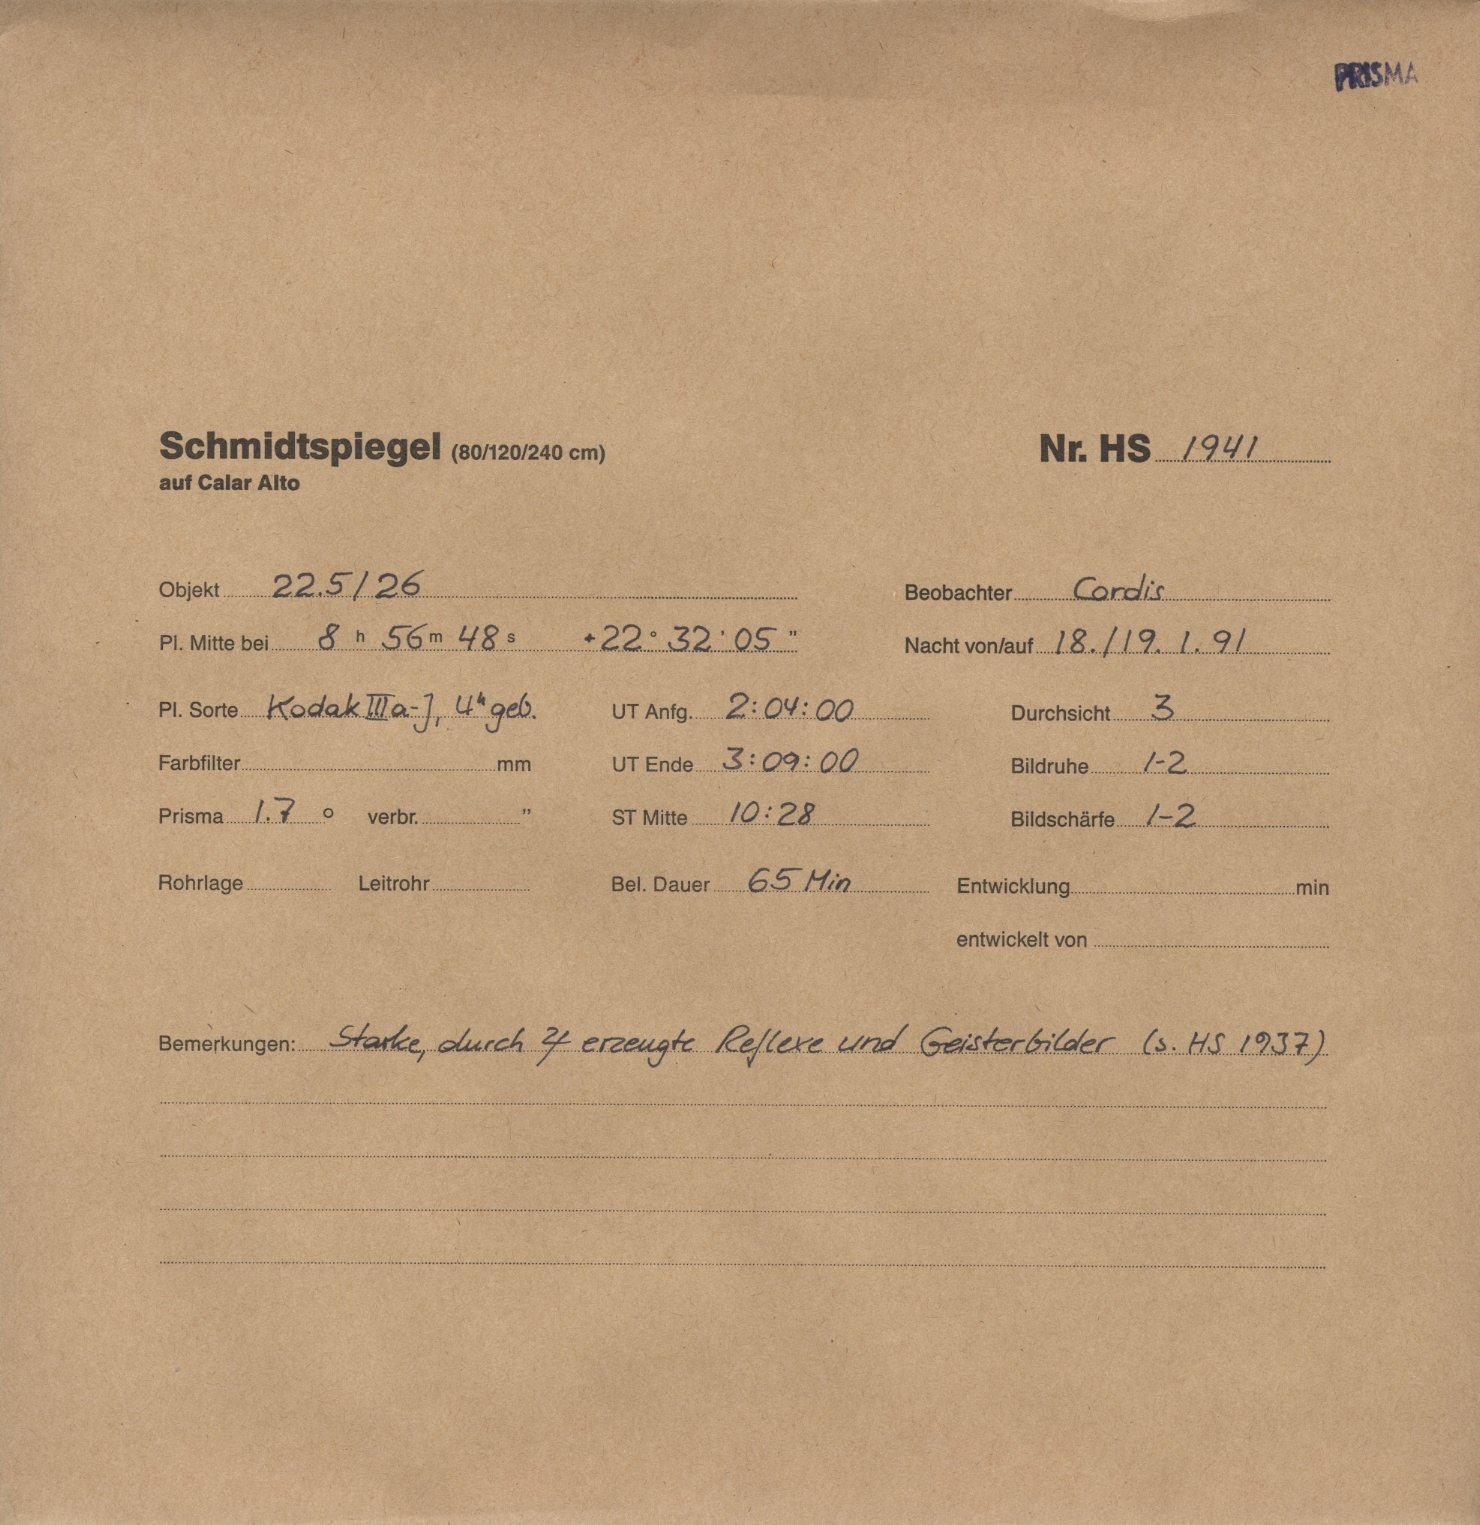 PRISMA
Schmidtspiegel (80/120/240 cm) Nr. HS 1941
auf Calar Alto
Objekt 22.5/26 Beobachter Cordis
Pl. Mitte bei 8 h 56 m 48 s +22° 32' 05" Nacht von/auf 18./19. 1. 91
Pl. Sorte Kodak IIIa-J, 4h geb. UT Anfg. 2:04:00 Durchsicht 3
Farbfilter mm UT Ende 3:09:00 Bildruhe 1-2
Prisma 1.7 ° verbr. " ST Mitte 10:28 Bildschärfe 1-2
Rohrlage Leitrohr Bel. Dauer 65 Min Entwicklung min
entwickelt von
Bemerkungen: Starke, durch ♃ erzeugte Reflexe und Geisterbilder (s. HS 1937)